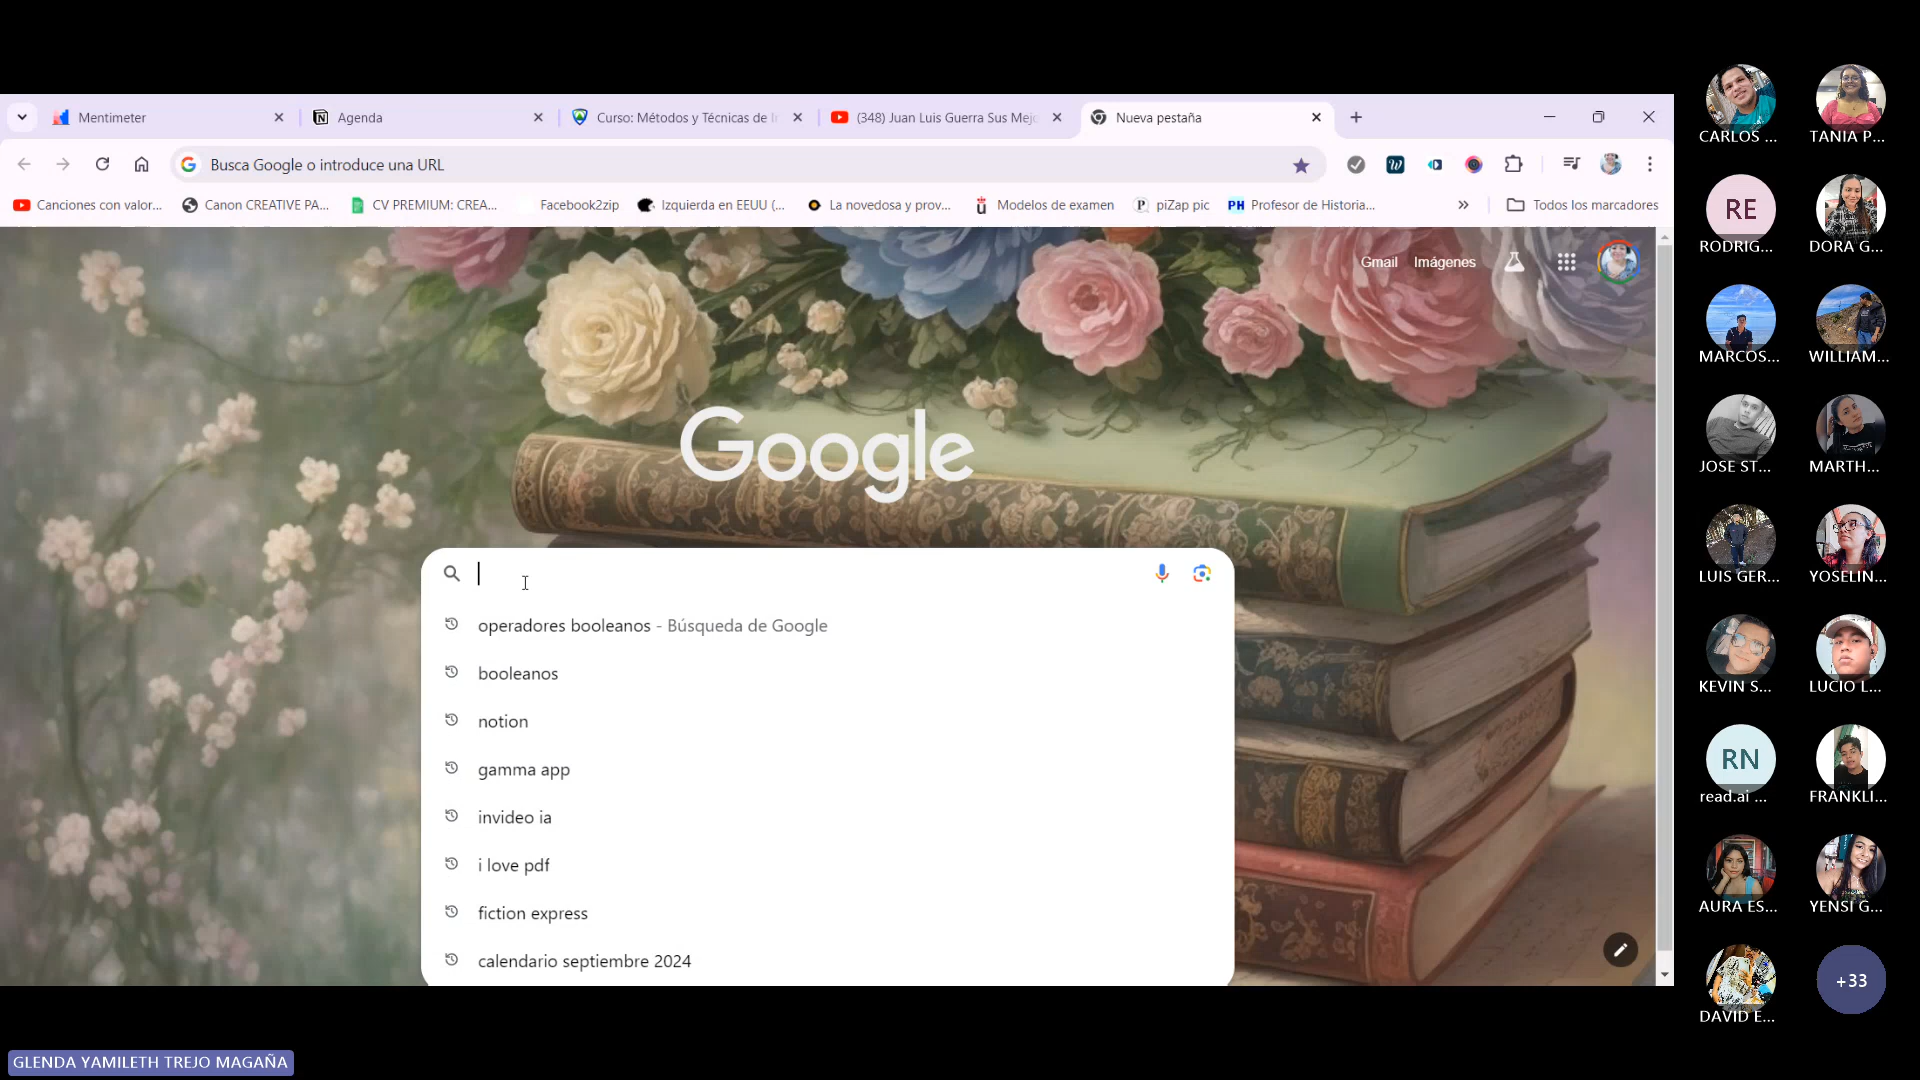 Mentimeter
Agenda
Curso: Métodos y Técnicas de In
(348) Juan Luis Guerra Sus Mejo
Nueva pestaña
Busca Google o introduce una URL
Canciones con valor...
Canon CREATIVE PA...
CV PREMIUM: CREA...
Facebook2zip
Izquierda en EEUU (...
La novedosa y prov...
Modelos de examen
piZap pic
PH Profesor de Historia...
Todos los marcadores
Gmail Imágenes
Google
operadores booleanos - Búsqueda de Google
booleanos
notion
gamma app
invideo ia
i love pdf
fiction express
calendario septiembre 2024
CARLOS ...
TANIA P...
RE
RODRIG...
DORA G...
MARCOS...
WILLIAM...
JOSE ST...
MARTH...
LUIS GER...
YOSELIN...
KEVIN S...
LUCIO L...
RN
read.ai ...
FRANKLI...
AURA ES...
YENSI G...
DAVID E...
+33
GLENDA YAMILETH TREJO MAGAÑA